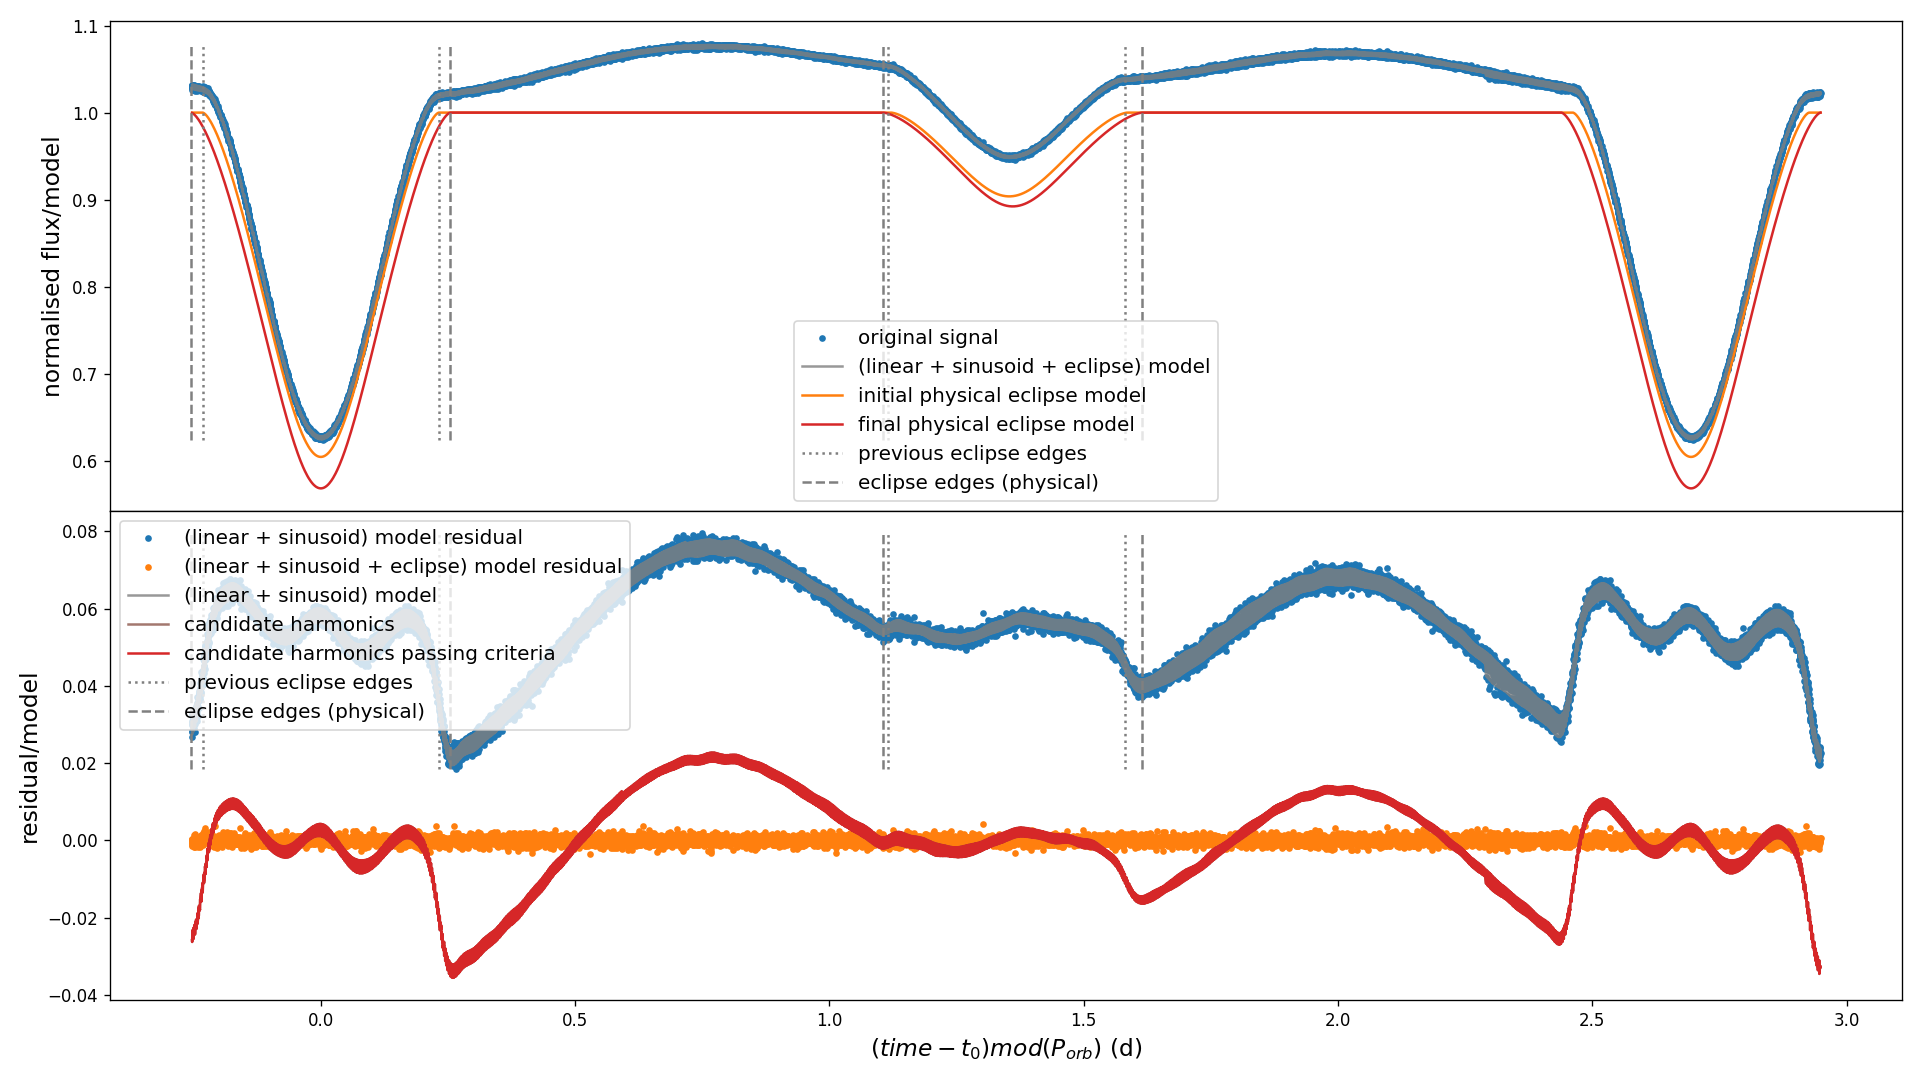 1.1
1.0
0.9
0.8
0.7
0.6
normalised flux/model
original signal
(linear + sinusoid + eclipse) model
initial physical eclipse model
final physical eclipse model
previous eclipse edges
eclipse edges (physical)
0.08
0.06
0.04
0.02
0.00
−0.02
−0.04
residual/model
(linear + sinusoid) model residual
(linear + sinusoid + eclipse) model residual
(linear + sinusoid) model
candidate harmonics
candidate harmonics passing criteria
previous eclipse edges
eclipse edges (physical)
0.0 0.5 1.0 1.5 2.0 2.5 3.0
(time − t₀)mod(P_orb) (d)